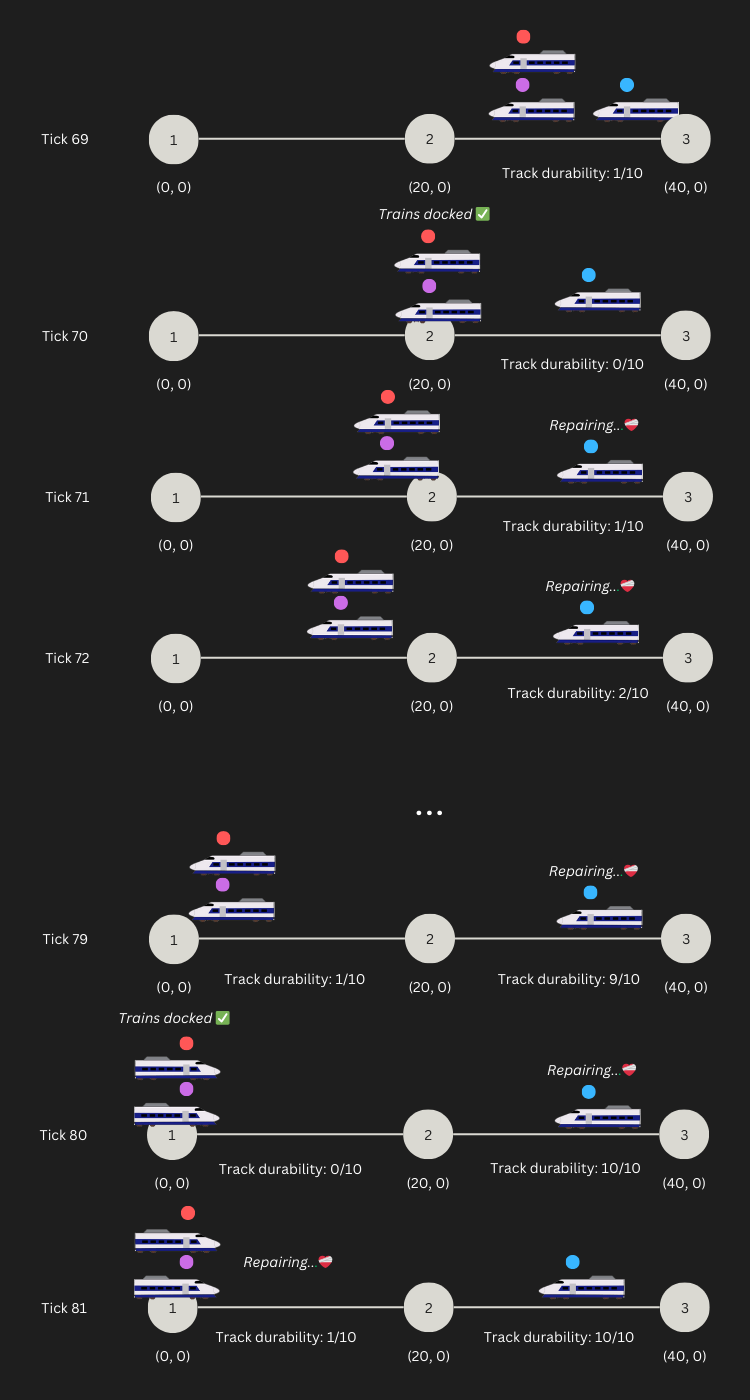 Tick 69
1
2
3
Track durability: 1/10
(0, 0)
(20, 0)
(40, 0)
Trains docked ✅
Tick 70
1
2
3
Track durability: 0/10
(0, 0)
(20, 0)
(40, 0)
Repairing...❤️‍🩹
Tick 71
1
2
3
Track durability: 1/10
(0, 0)
(20, 0)
(40, 0)
Repairing...❤️‍🩹
Tick 72
1
2
3
Track durability: 2/10
(0, 0)
(20, 0)
(40, 0)
...
Repairing...❤️‍🩹
Tick 79
1
2
3
Track durability: 1/10
Track durability: 9/10
(0, 0)
(20, 0)
(40, 0)
Trains docked ✅
Repairing...❤️‍🩹
Tick 80
1
2
3
Track durability: 0/10
Track durability: 10/10
(0, 0)
(20, 0)
(40, 0)
Repairing...❤️‍🩹
Tick 81
1
2
3
Track durability: 1/10
Track durability: 10/10
(0, 0)
(20, 0)
(40, 0)